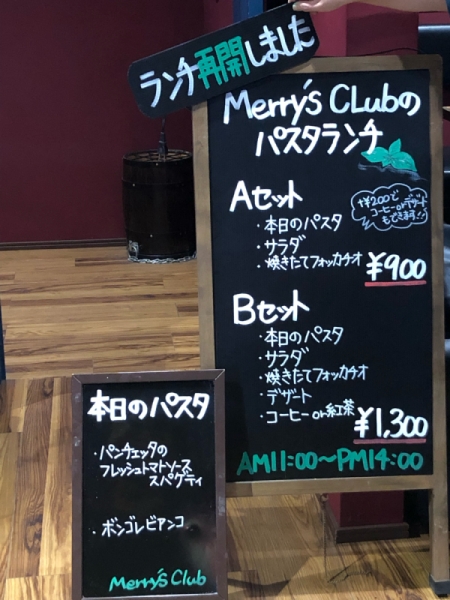 ランチ再開しました
Merry's CLubの
パスタランチ
Aセット
・本日のパスタ
・サラダ
・焼きたてフォッカチオ
¥900
+¥200で
コーヒーorデザート
もできます!!
Bセット
・本日のパスタ
・サラダ
・焼きたてフォッカチオ
・デザート
・コーヒーor紅茶
¥1,300
AM11:00〜PM14:00
本日のパスタ
・パンチェッタの
フレッシュトマトソース
スパゲティ
・ボンゴレビアンコ
Merry's Club